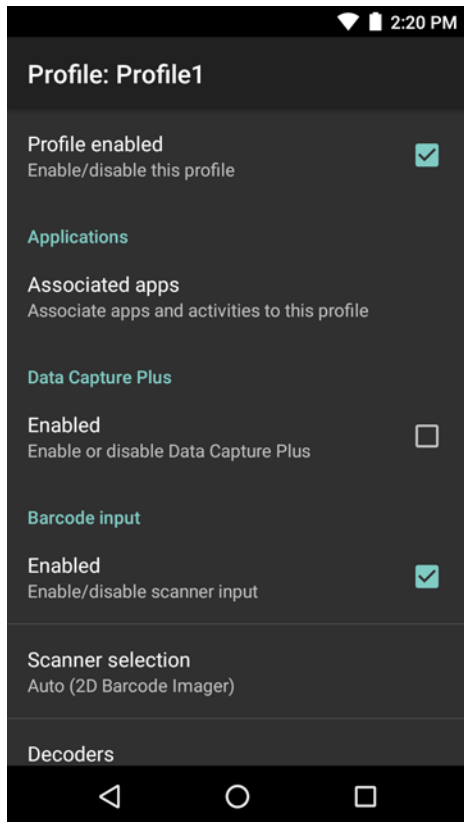 2:20 PM
Profile: Profile1
Profile enabled
Enable/disable this profile
Applications
Associated apps
Associate apps and activities to this profile
Data Capture Plus
Enabled
Enable or disable Data Capture Plus
Barcode input
Enabled
Enable/disable scanner input
Scanner selection
Auto (2D Barcode Imager)
Decoders